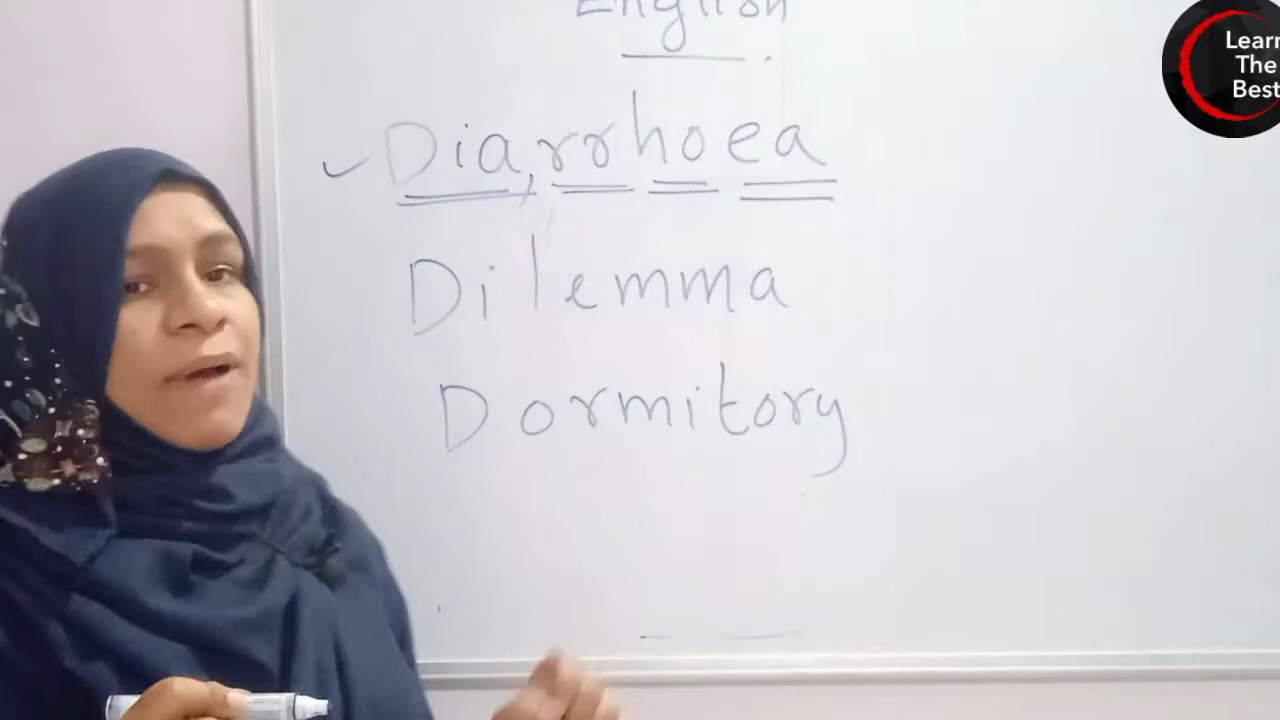 English
Diarrhoea
Dilemma
Dormitory
Learn
The
Best